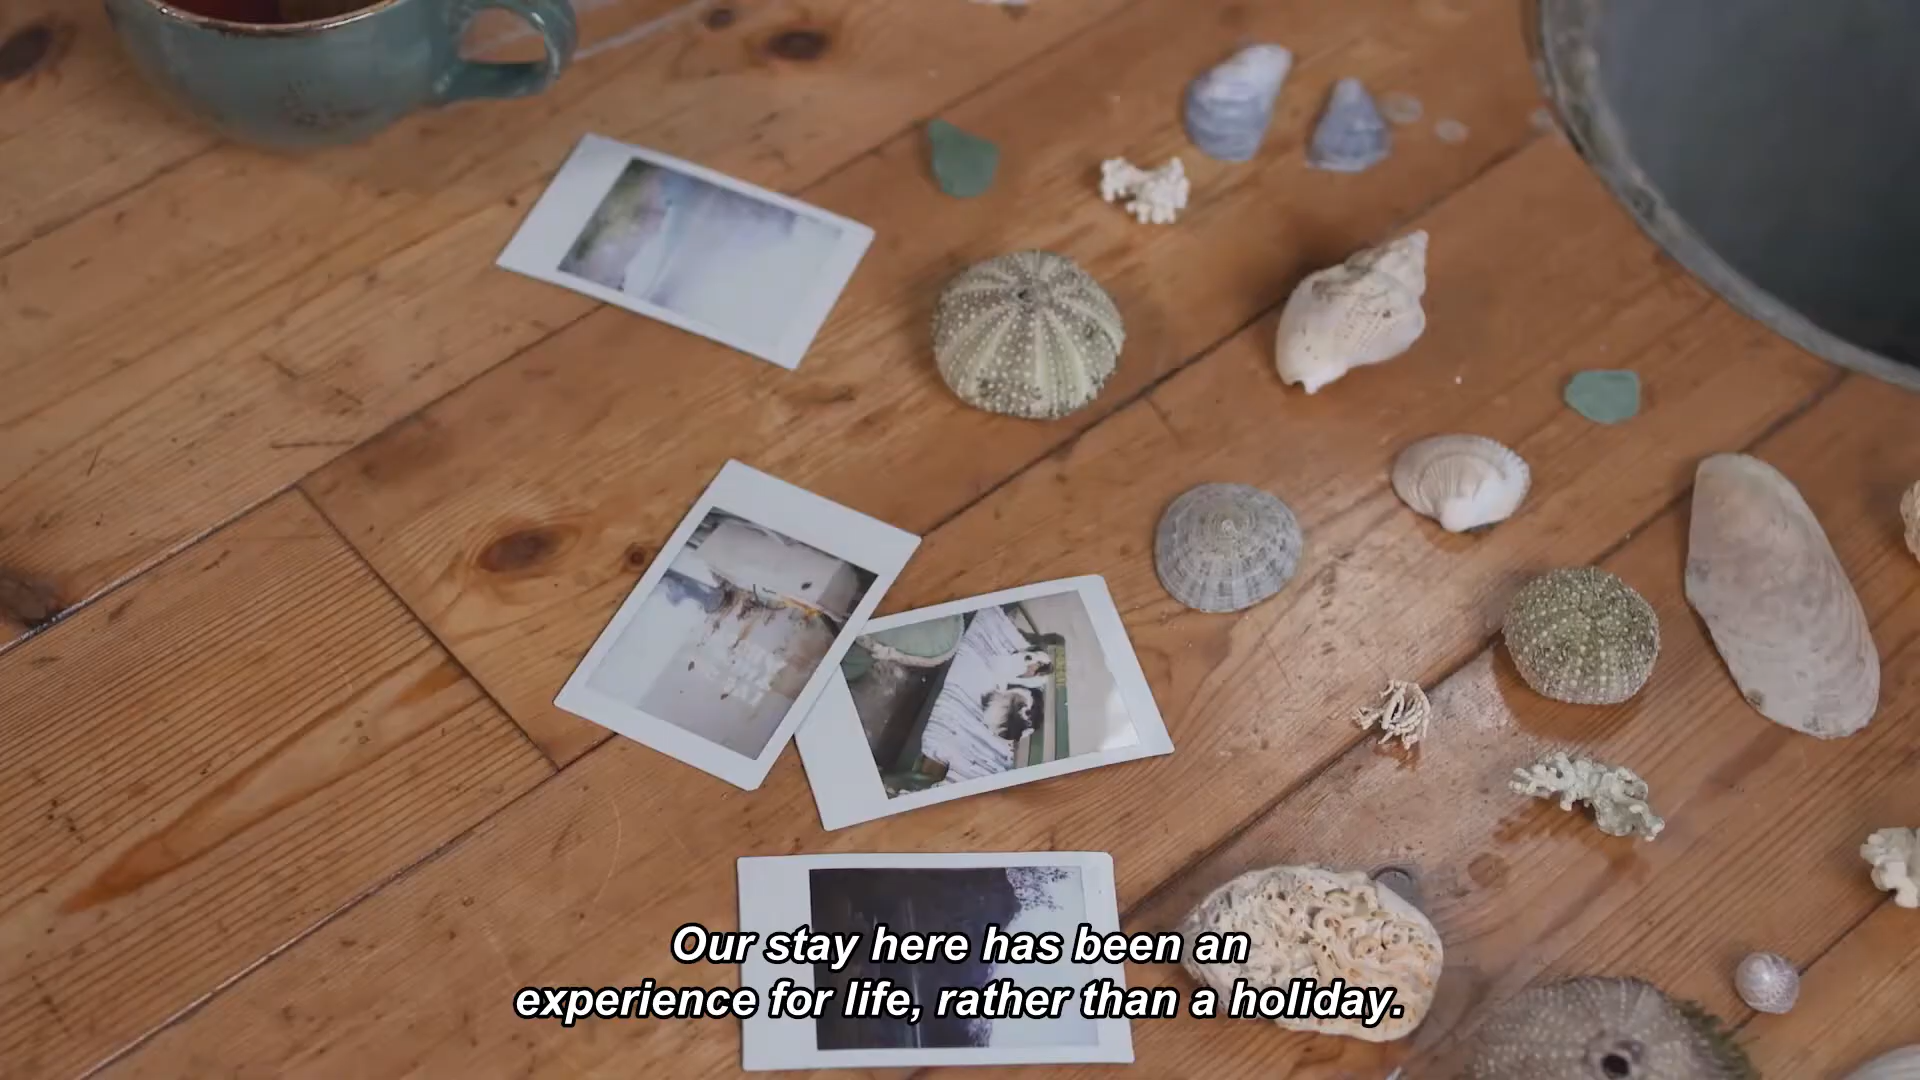 Our stay here has been an
experience for life, rather than a holiday.